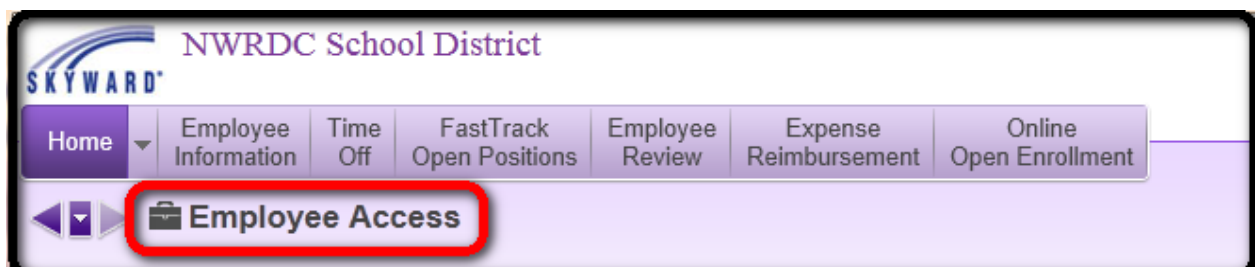 NWRDC School District
SKYWARD
Home
Employee Information
Time Off
FastTrack Open Positions
Employee Review
Expense Reimbursement
Online Open Enrollment
Employee Access